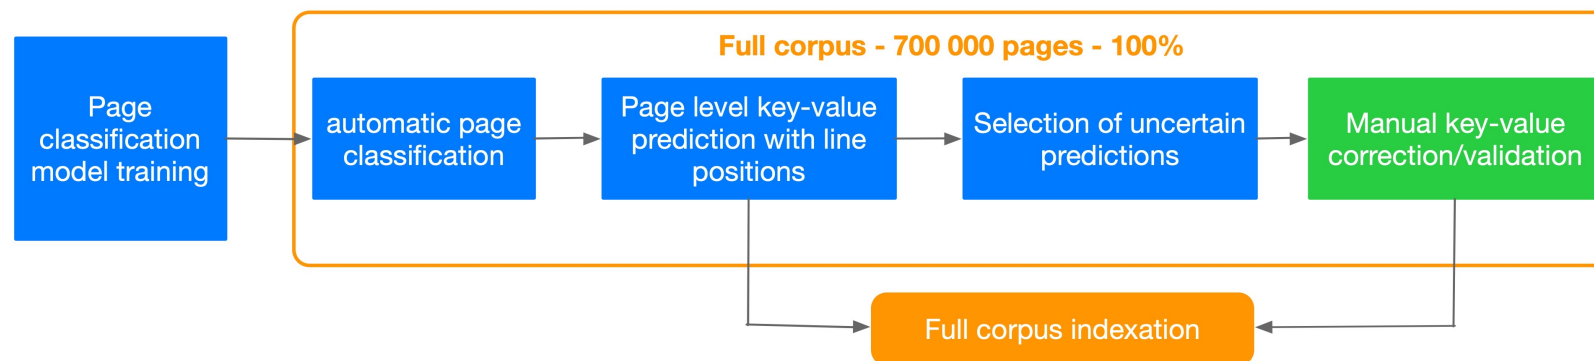 Full corpus - 700 000 pages - 100%
Page
classification
model training
automatic page
classification
Page level key-value
prediction with line
positions
Selection of uncertain
predictions
Manual key-value
correction/validation
Full corpus indexation